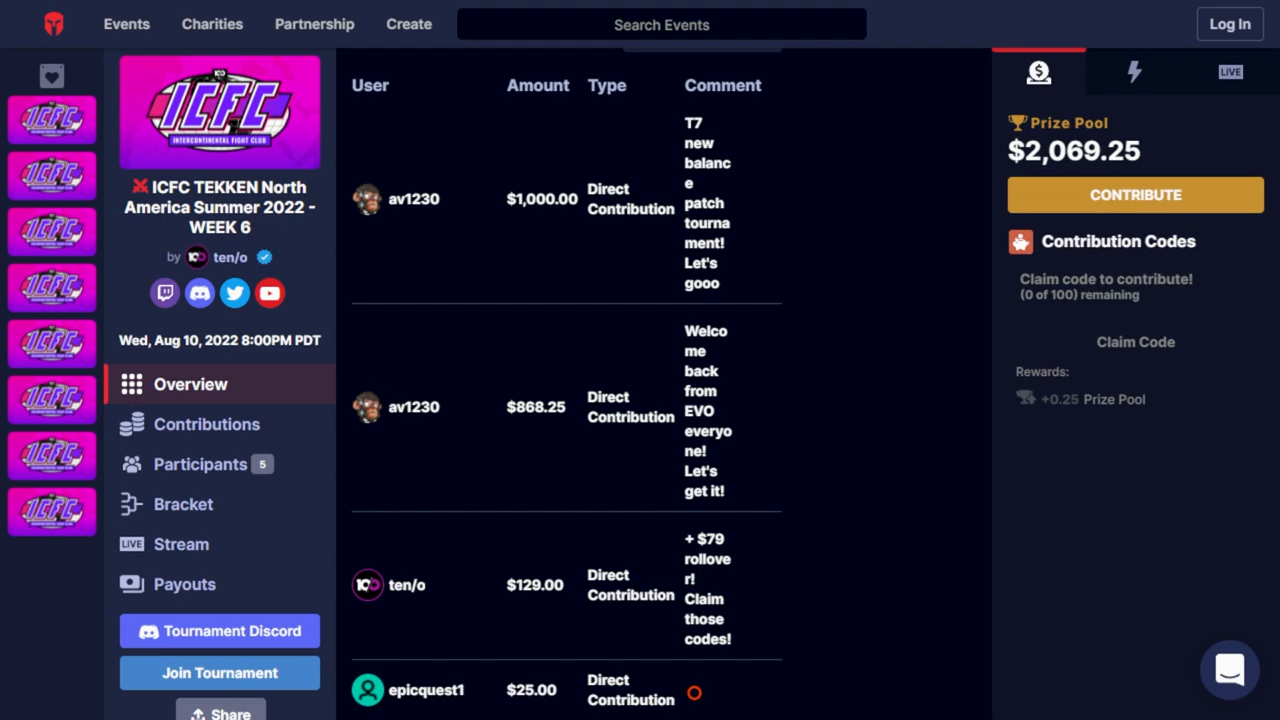 Events
Charities
Partnership
Create
Search Events
Log In
ICFC
INTERCONTINENTAL FIGHT CLUB
ICFC TEKKEN North
America Summer 2022 -
WEEK 6
by ten/o
Wed, Aug 10, 2022 8:00PM PDT
Overview
Contributions
Participants 5
Bracket
LIVE Stream
Payouts
Tournament Discord
Join Tournament
Share
User Amount Type Comment
av1230 $1,000.00 Direct
Contribution
T7
new
balanc
e
patch
tourna
ment!
Let's
gooo
av1230 $868.25 Direct
Contribution
Welco
me
back
from
EVO
everyo
ne!
Let's
get it!
ten/o $129.00 Direct
Contribution
+ $79
rollove
r!
Claim
those
codes!
epicquest1 $25.00 Direct
Contribution
LIVE
Prize Pool
$2,069.25
CONTRIBUTE
Contribution Codes
Claim code to contribute!
(0 of 100) remaining
Claim Code
Rewards:
+0.25 Prize Pool